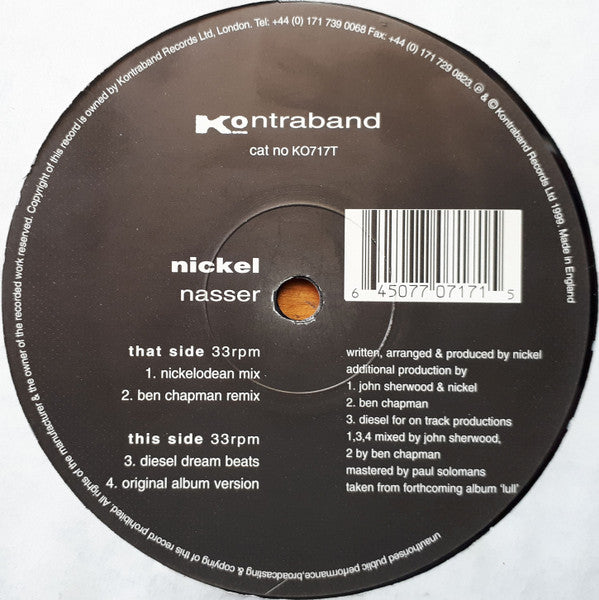 All rights of the manufacturer & the owner of the recorded work reserved. Copyright of this record is owned by Kontraband Records Ltd, London. Tel: +44 (0) 171 739 0068 Fax: +44 (0) 171 729 0823. ℗ & © Kontraband Records Ltd 1999. Made in England
Kontraband
cat no KO717T
nickel
nasser
6 45077 07171 5
that side 33rpm
1. nickelodean mix
2. ben chapman remix
this side 33rpm
3. diesel dream beats
4. original album version
written, arranged & produced by nickel
additional production by
1. john sherwood & nickel
2. ben chapman
3. diesel for on track productions
1,3,4 mixed by john sherwood,
2 by ben chapman
mastered by paul solomans
taken from forthcoming album 'lull'
unauthorised public performance,broadcasting & copying of this record prohibited.